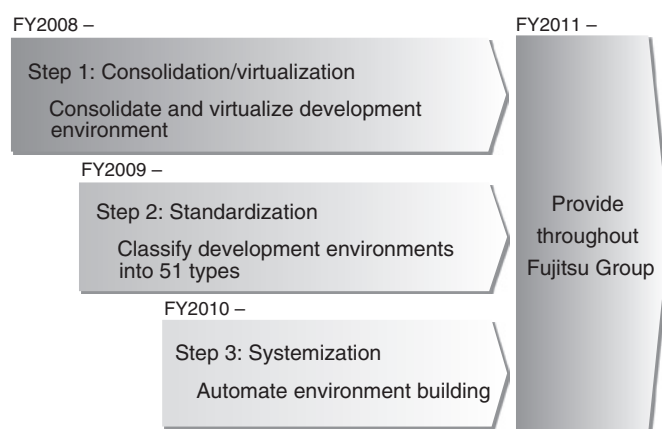 FY2008 –
FY2011 –
Step 1: Consolidation/virtualization
Consolidate and virtualize development
environment
FY2009 –
Step 2: Standardization
Classify development environments
into 51 types
FY2010 –
Step 3: Systemization
Automate environment building
Provide
throughout
Fujitsu Group